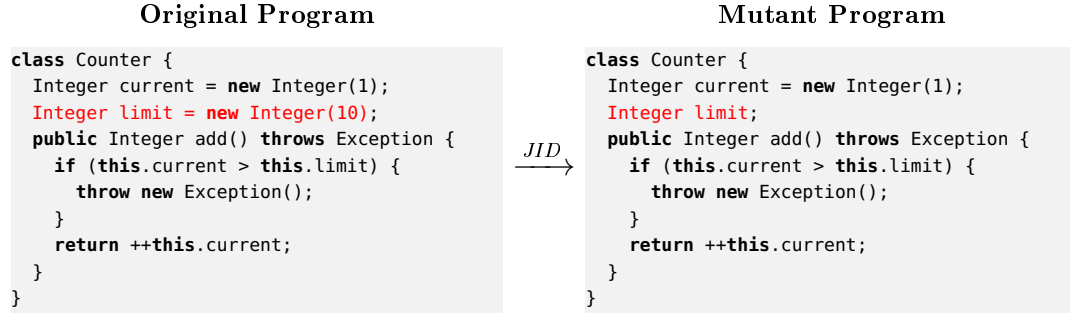 Original Program
class Counter {
  Integer current = new Integer(1);
  Integer limit = new Integer(10);
  public Integer add() throws Exception {
    if (this.current > this.limit) {
      throw new Exception();
    }
    return ++this.current;
  }
}
JID
Mutant Program
class Counter {
  Integer current = new Integer(1);
  Integer limit;
  public Integer add() throws Exception {
    if (this.current > this.limit) {
      throw new Exception();
    }
    return ++this.current;
  }
}